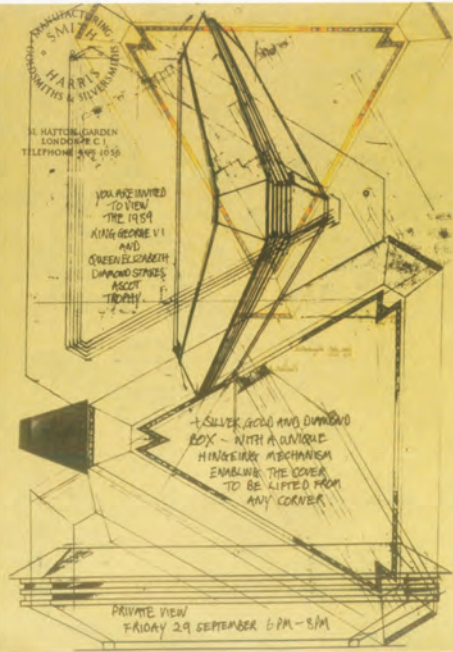 MANUFACTURING
GOLDSMITHS & SILVERSMITHS
SMITH
HARRIS
HATTON GARDEN
LONDON E C 1
TELEPHONE
YOU ARE INVITED
TO VIEW
THE 1989
KING GEORGE VI
AND
QUEEN ELIZABETH
DIAMOND STAKES
ASCOT
TROPHY.
+ SILVER, GOLD AND DIAMOND
BOX - WITH A UNIQUE
HINGEING MECHANISM
ENABLING THE COVER
TO BE LIFTED FROM
ANY CORNER.
PRIVATE VIEW
FRIDAY 29 SEPTEMBER 6PM - 8PM